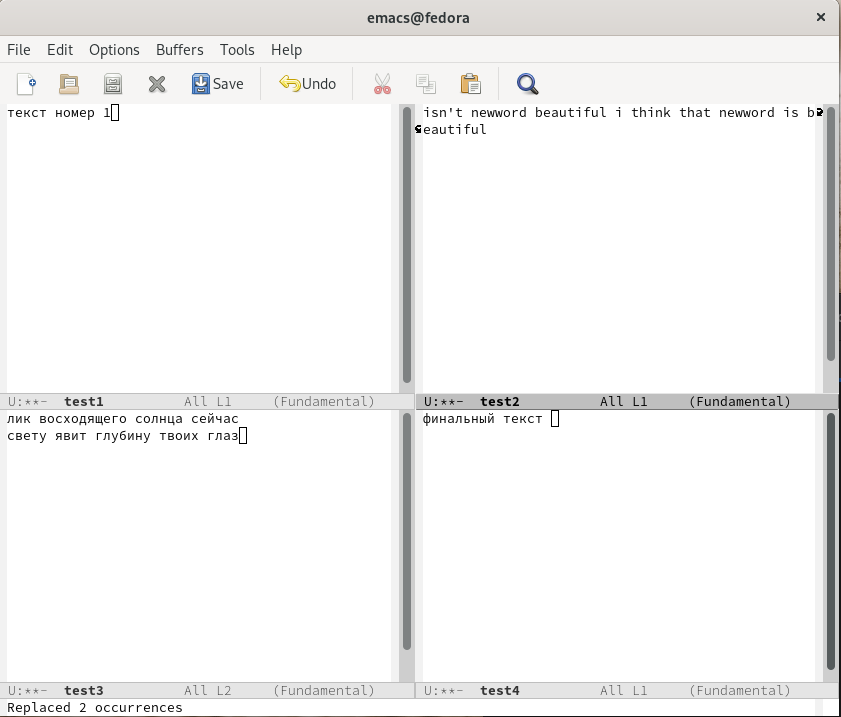 emacs@fedora
File Edit Options Buffers Tools Help
Save Undo
текст номер 1
isn't newword beautiful i think that newword is b
eautiful
U:**- test1 All L1 (Fundamental)
U:**- test2 All L1 (Fundamental)
лик восходящего солнца сейчас
свету явит глубину твоих глаз
финальный текст
U:**- test3 All L2 (Fundamental)
U:**- test4 All L1 (Fundamental)
Replaced 2 occurrences